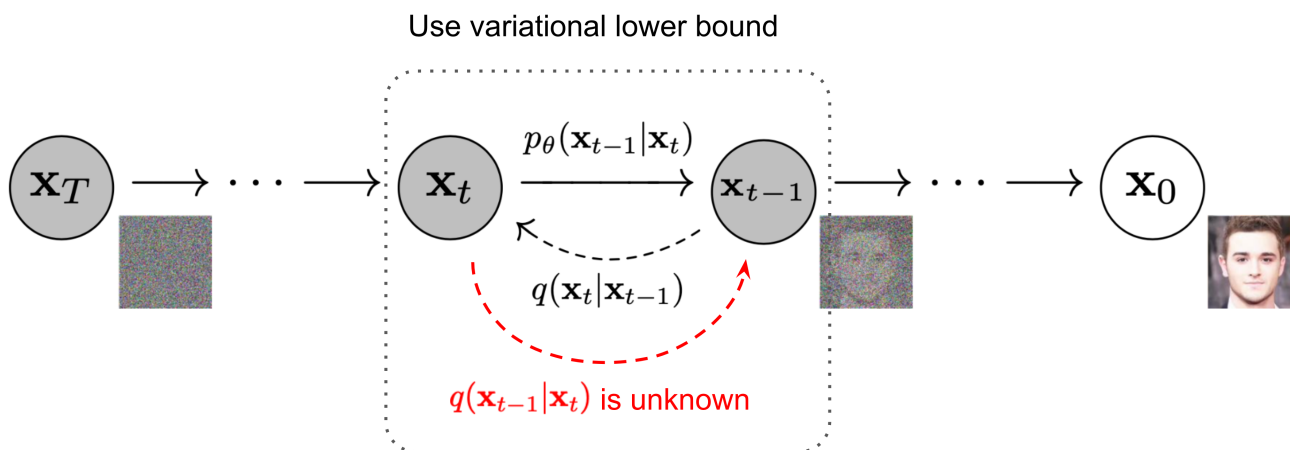 Use variational lower bound
p_θ(x_{t−1}|x_t)
x_T → ⋯ → x_t → x_{t−1} → ⋯ → x_0
q(x_t|x_{t−1})
q(x_{t−1}|x_t) is unknown